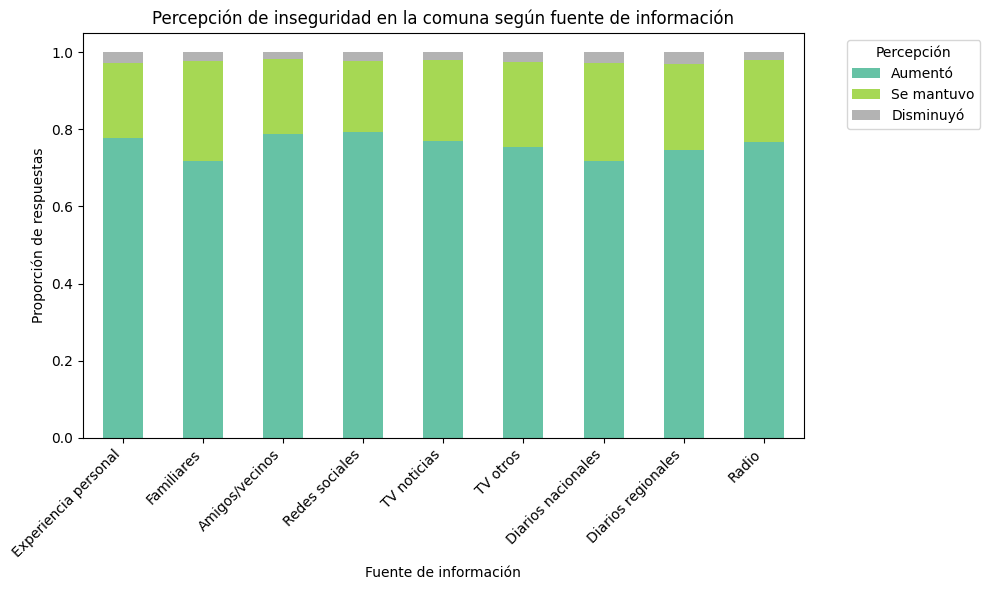 Percepción de inseguridad en la comuna según fuente de información
Proporción de respuestas
1.0
0.8
0.6
0.4
0.2
0.0
Experiencia personal
Familiares
Amigos/vecinos
Redes sociales
TV noticias
TV otros
Diarios nacionales
Diarios regionales
Radio
Fuente de información
Percepción
Aumentó
Se mantuvo
Disminuyó